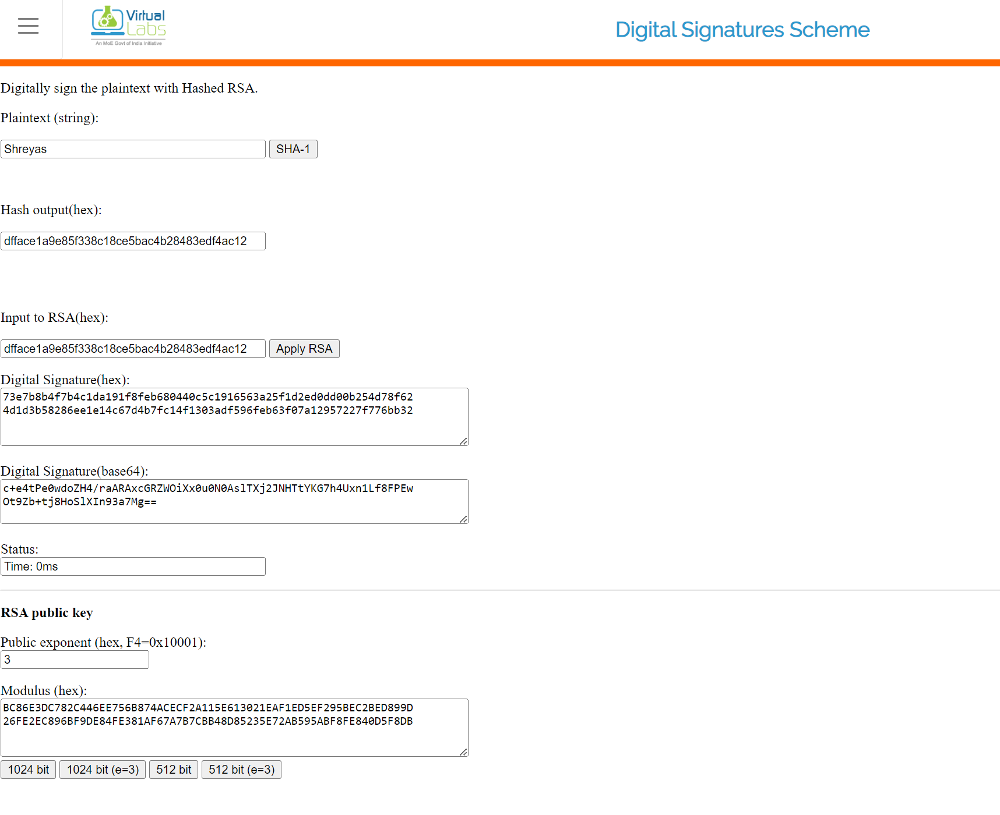 Virtual
Labs
An MoE Govt of India Initiative
Digital Signatures Scheme
Digitally sign the plaintext with Hashed RSA.
Plaintext (string):
Shreyas SHA-1
Hash output(hex):
dfface1a9e85f338c18ce5bac4b28483edf4ac12
Input to RSA(hex):
dfface1a9e85f338c18ce5bac4b28483edf4ac12 Apply RSA
Digital Signature(hex):
73e7b8b4f7b4c1da191f8feb680440c5c1916563a25f1d2ed0dd00b254d78f62
4d1d3b58286ee1e14c67d4b7fc14f1303adf596feb63f07a12957227f776bb32
Digital Signature(base64):
c+e4tPe0wdoZH4/raARAxcGRZWOiXx0u0N0AslTXj2JNHTtYKG7h4Uxn1Lf8FPEw
Ot9Zb+tj8HoSlXIn93a7Mg==
Status:
Time: 0ms
RSA public key
Public exponent (hex, F4=0x10001):
3
Modulus (hex):
BC86E3DC782C446EE756B874ACECF2A115E613021EAF1ED5EF295BEC2BED899D
26FE2EC896BF9DE84FE381AF67A7B7CBB48D85235E72AB595ABF8FE840D5F8DB
1024 bit 1024 bit (e=3) 512 bit 512 bit (e=3)